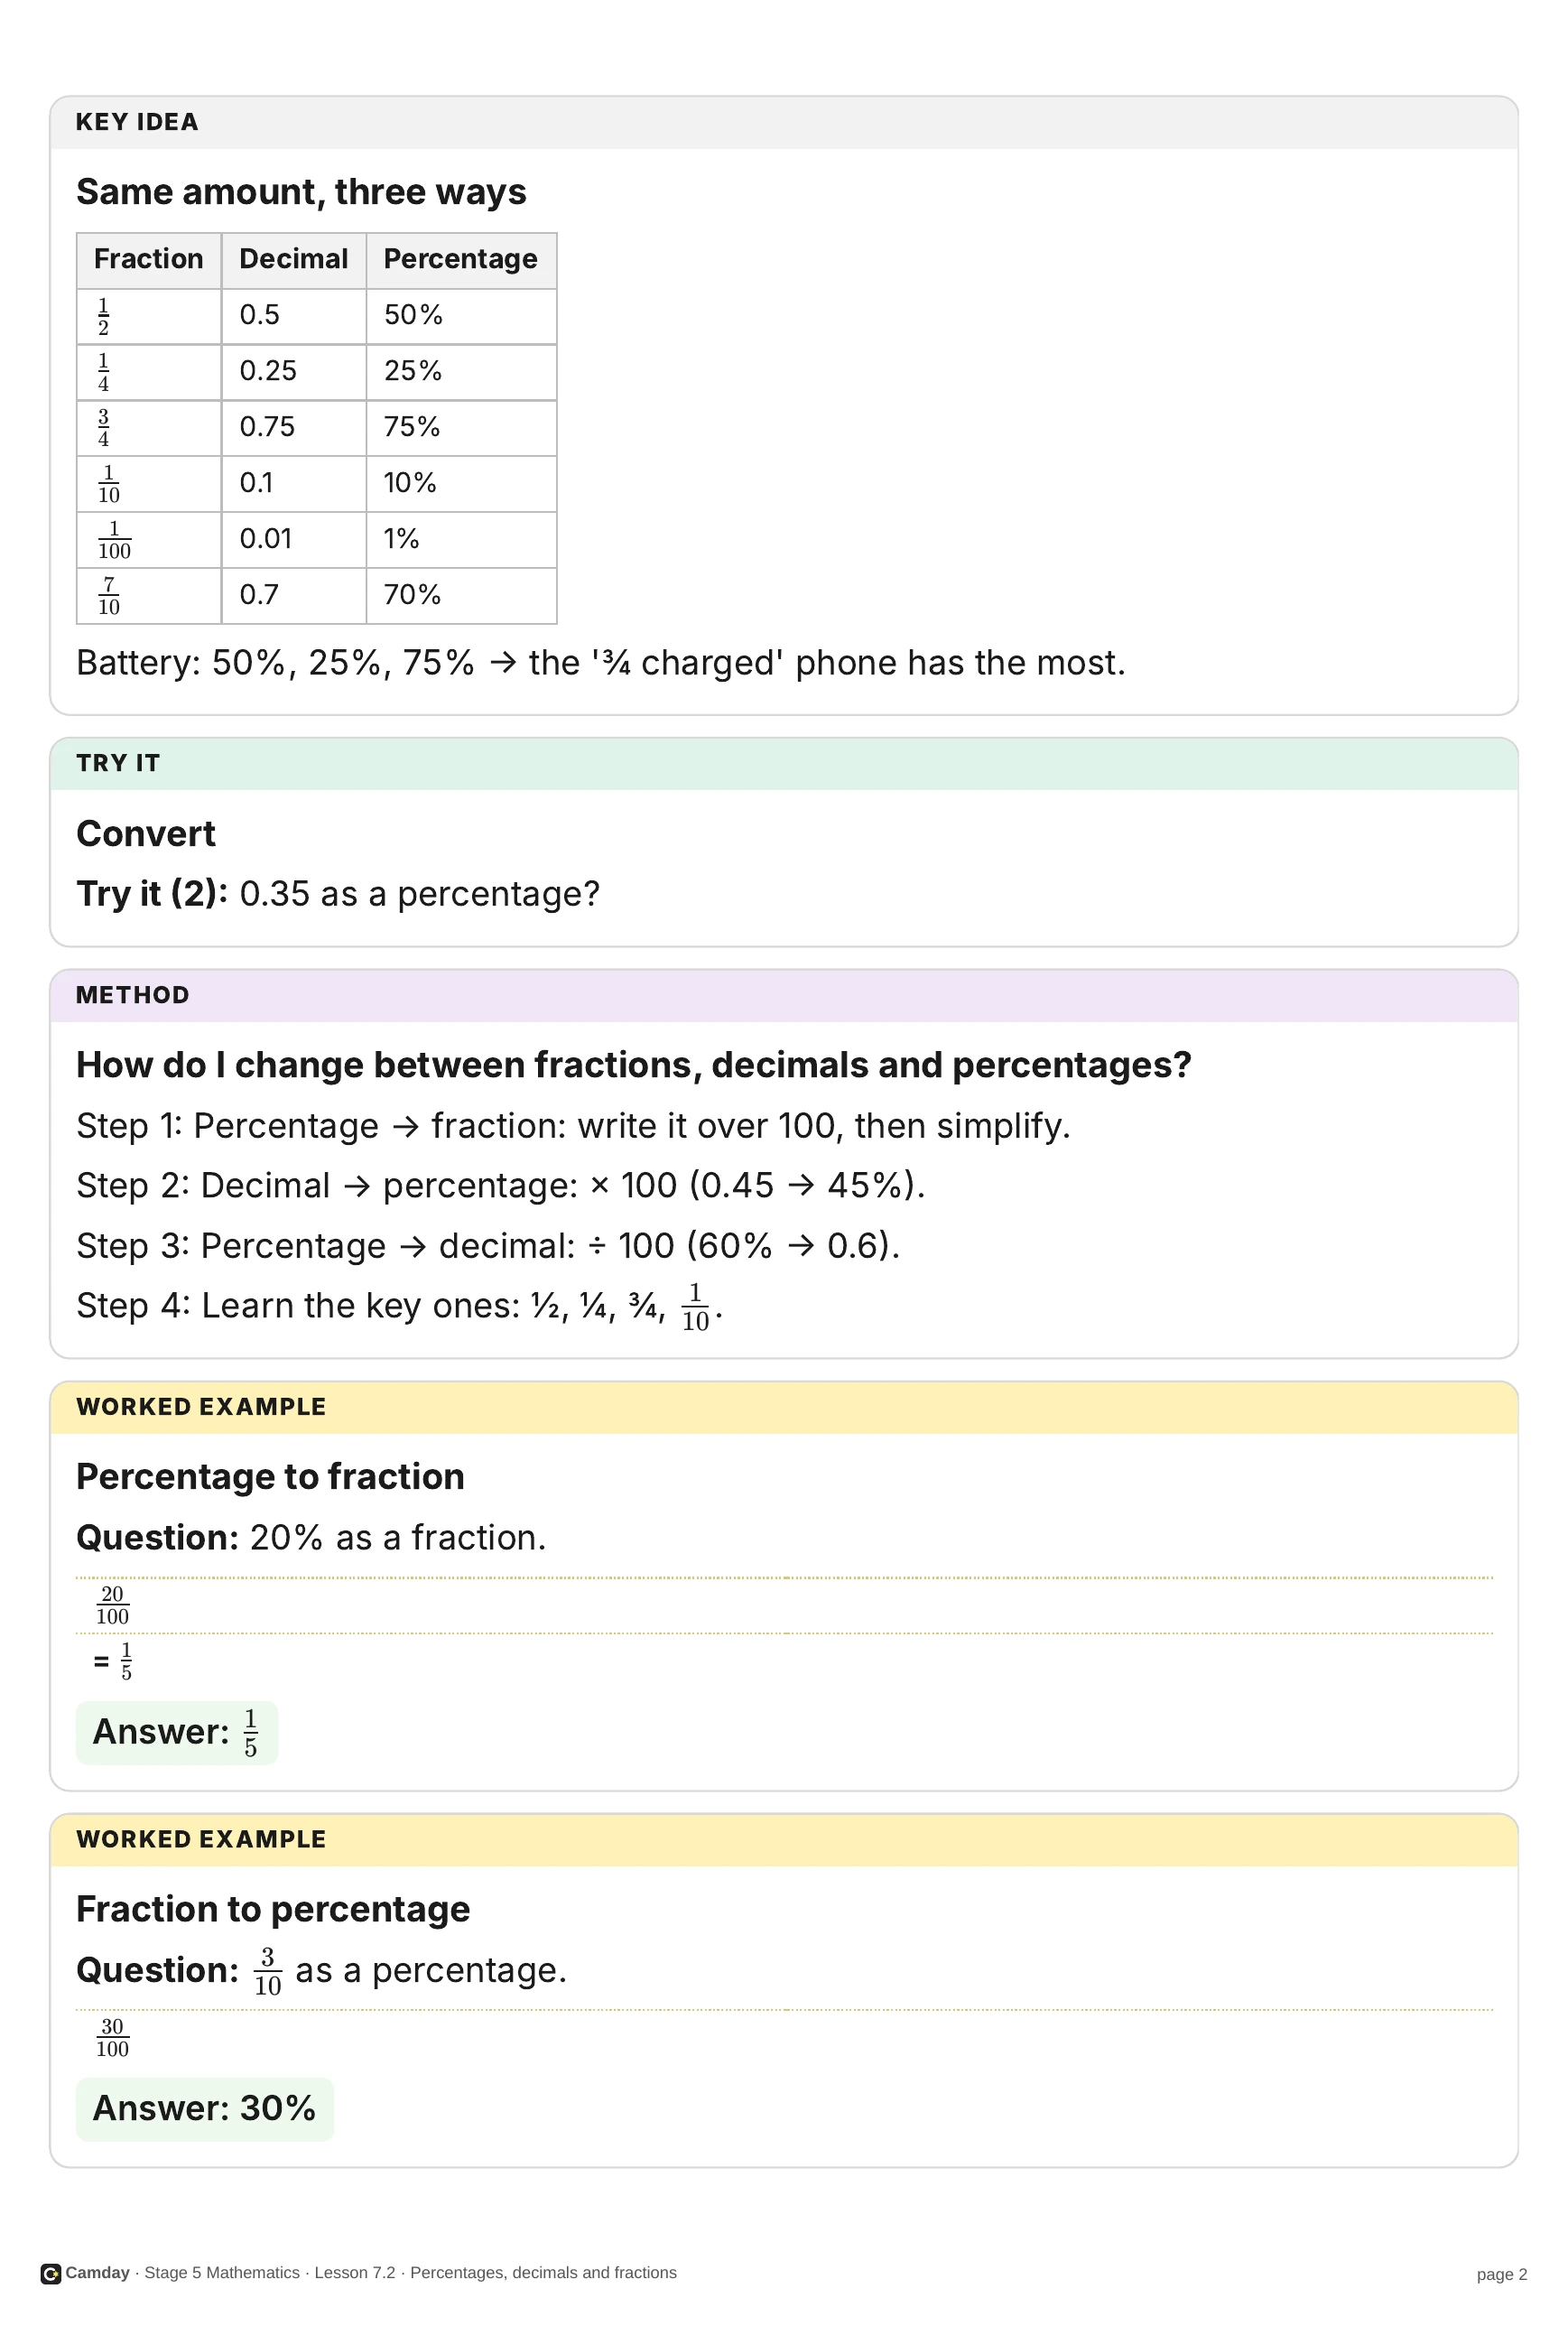 KEY IDEA
Same amount, three ways
Fraction Decimal Percentage
1/2 0.5 50%
1/4 0.25 25%
3/4 0.75 75%
1/10 0.1 10%
1/100 0.01 1%
7/10 0.7 70%
Battery: 50%, 25%, 75% → the '¾ charged' phone has the most.
TRY IT
Convert
Try it (2): 0.35 as a percentage?
METHOD
How do I change between fractions, decimals and percentages?
Step 1: Percentage → fraction: write it over 100, then simplify.
Step 2: Decimal → percentage: × 100 (0.45 → 45%).
Step 3: Percentage → decimal: ÷ 100 (60% → 0.6).
Step 4: Learn the key ones: ½, ¼, ¾, 1/10.
WORKED EXAMPLE
Percentage to fraction
Question: 20% as a fraction.
20/100
= 1/5
Answer: 1/5
WORKED EXAMPLE
Fraction to percentage
Question: 3/10 as a percentage.
30/100
Answer: 30%
Camday · Stage 5 Mathematics · Lesson 7.2 · Percentages, decimals and fractions page 2